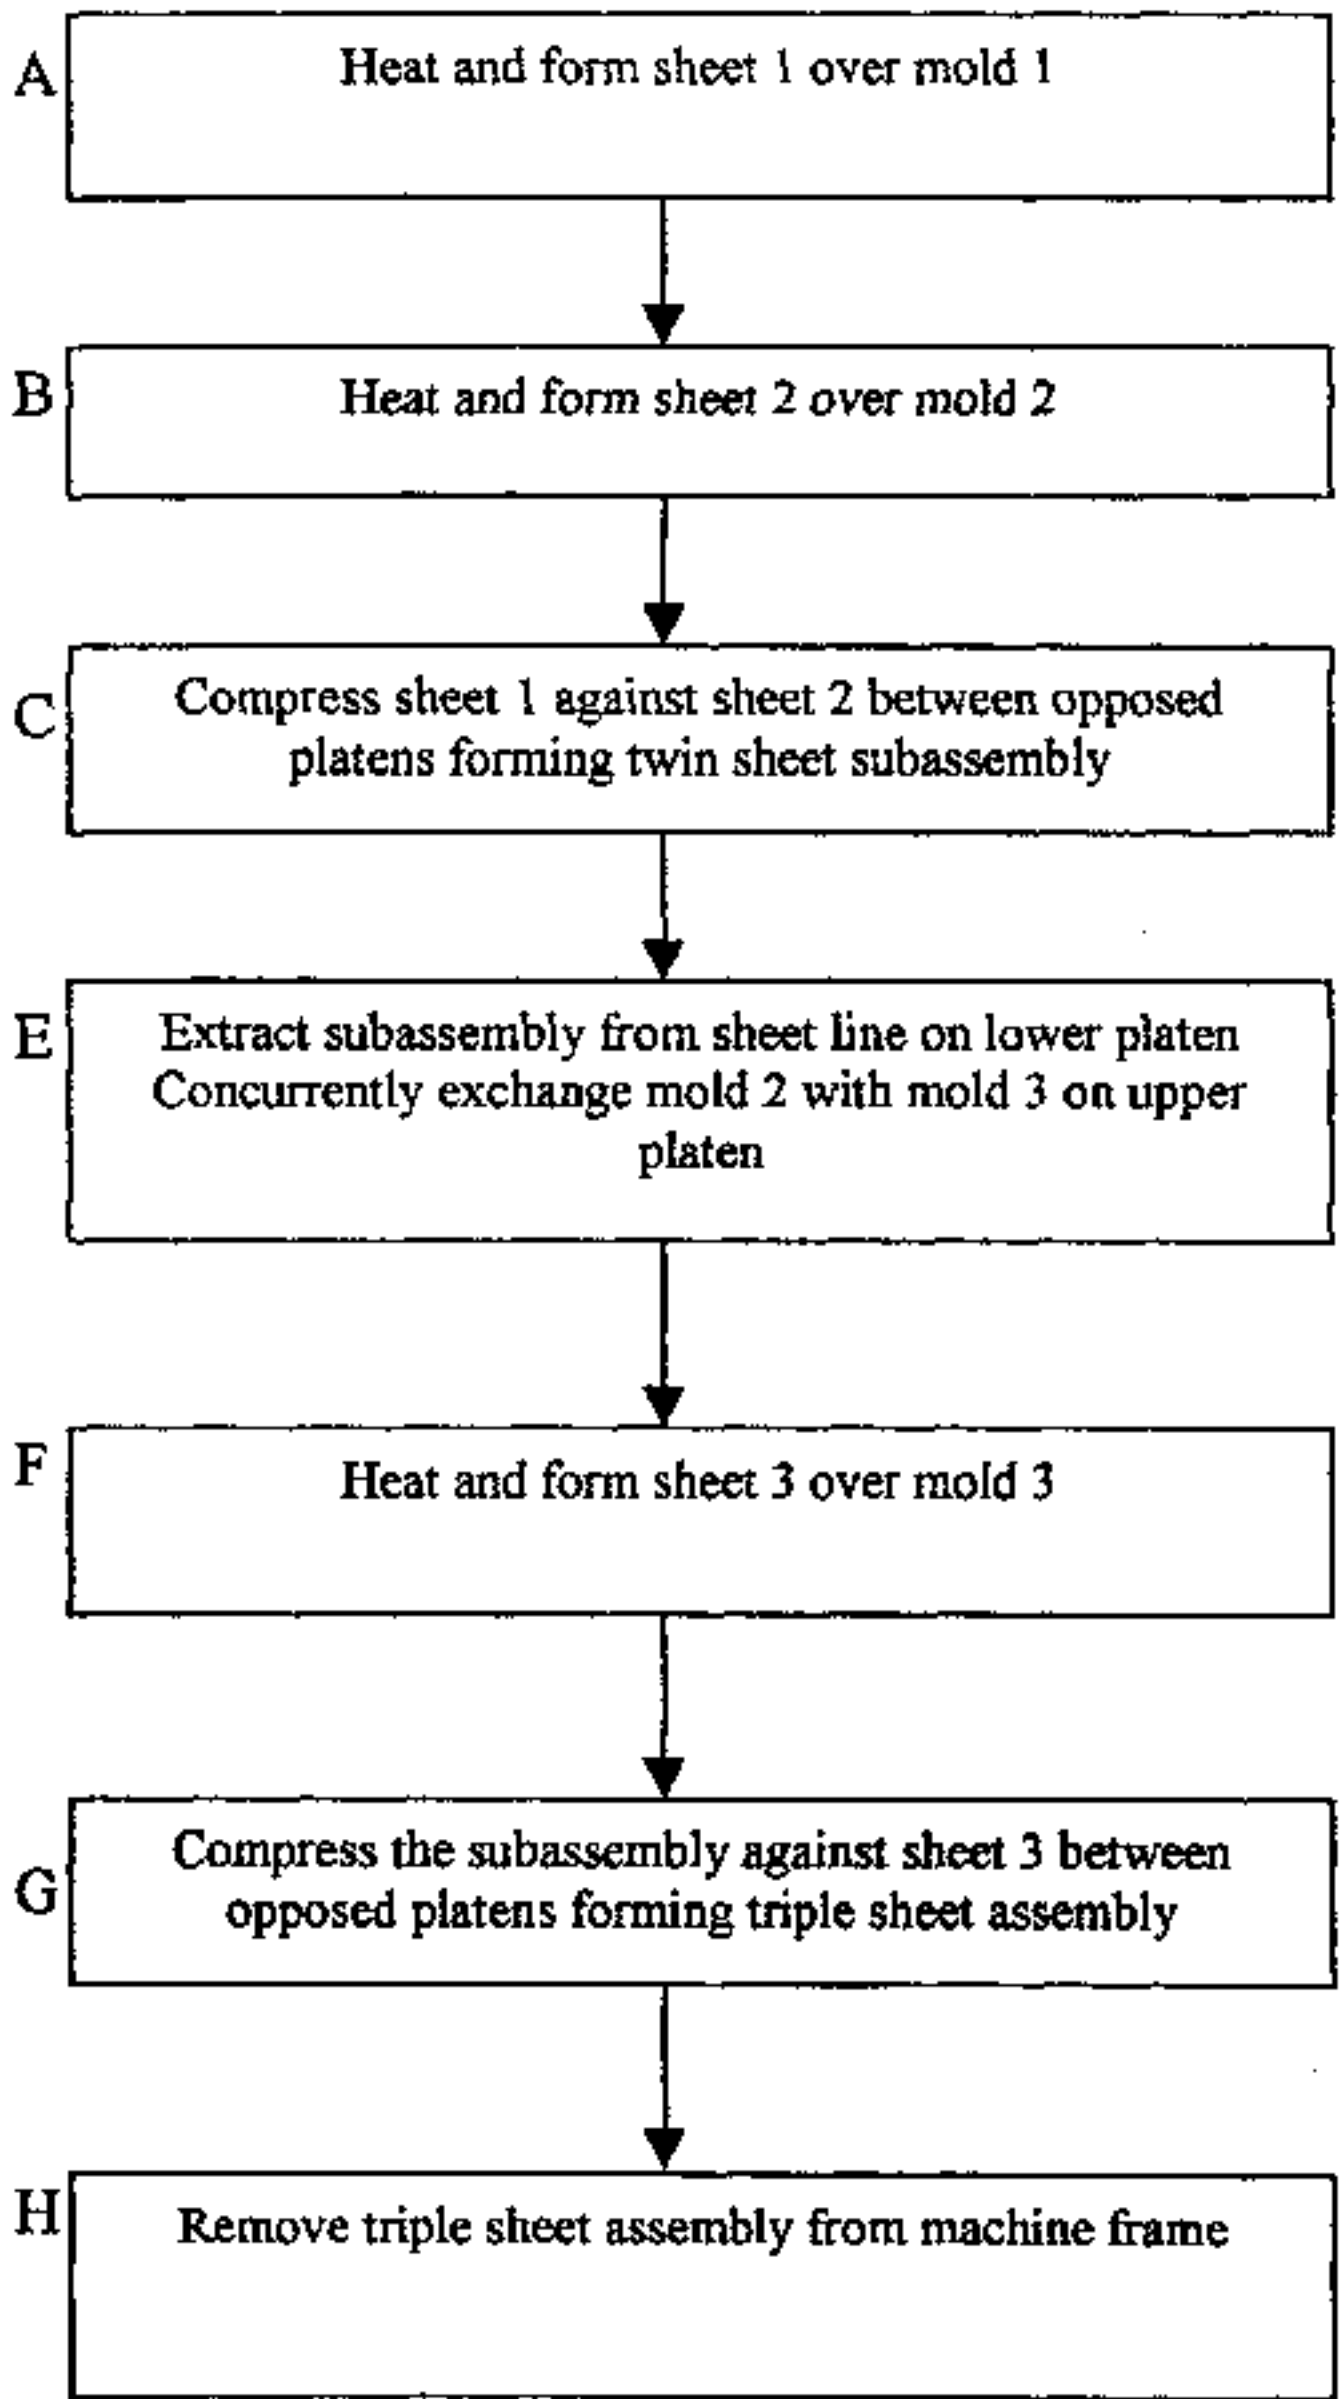 A
Heat and form sheet 1 over mold 1
B
Heat and form sheet 2 over mold 2
C
Compress sheet 1 against sheet 2 between opposed
platens forming twin sheet subassembly
E
Extract subassembly from sheet line on lower platen
Concurrently exchange mold 2 with mold 3 on upper
platen
F
Heat and form sheet 3 over mold 3
G
Compress the subassembly against sheet 3 between
opposed platens forming triple sheet assembly
H
Remove triple sheet assembly from machine frame